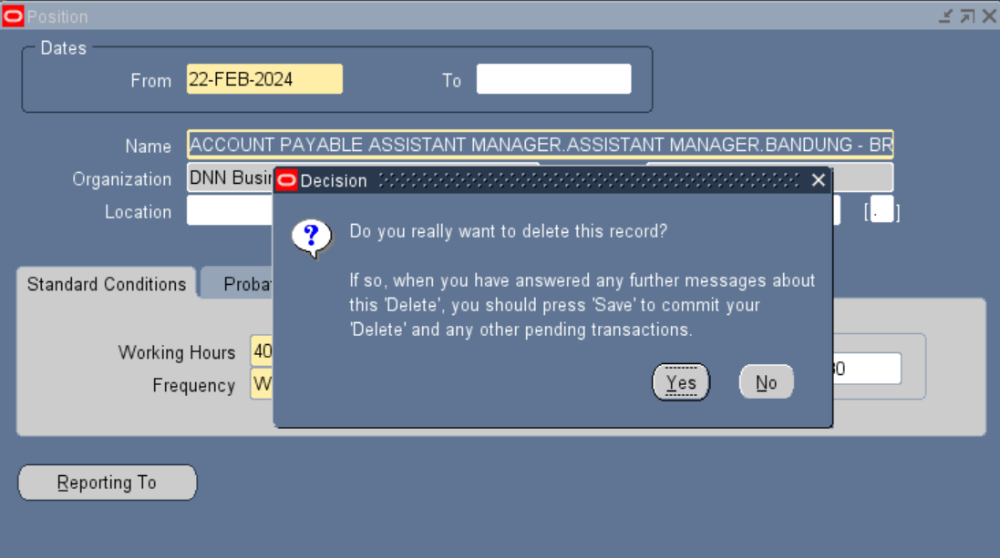 Position
Dates
From 22-FEB-2024 To
Name ACCOUNT PAYABLE ASSISTANT MANAGER.ASSISTANT MANAGER.BANDUNG - BR
Organization DNN
Decision
Location [ . ]
? Do you really want to delete this record?
If so, when you have answered any further messages about
this 'Delete', you should press 'Save' to commit your
'Delete' and any other pending transactions.
Yes No
Standard Conditions
Working Hours 40
Frequency W
Reporting To